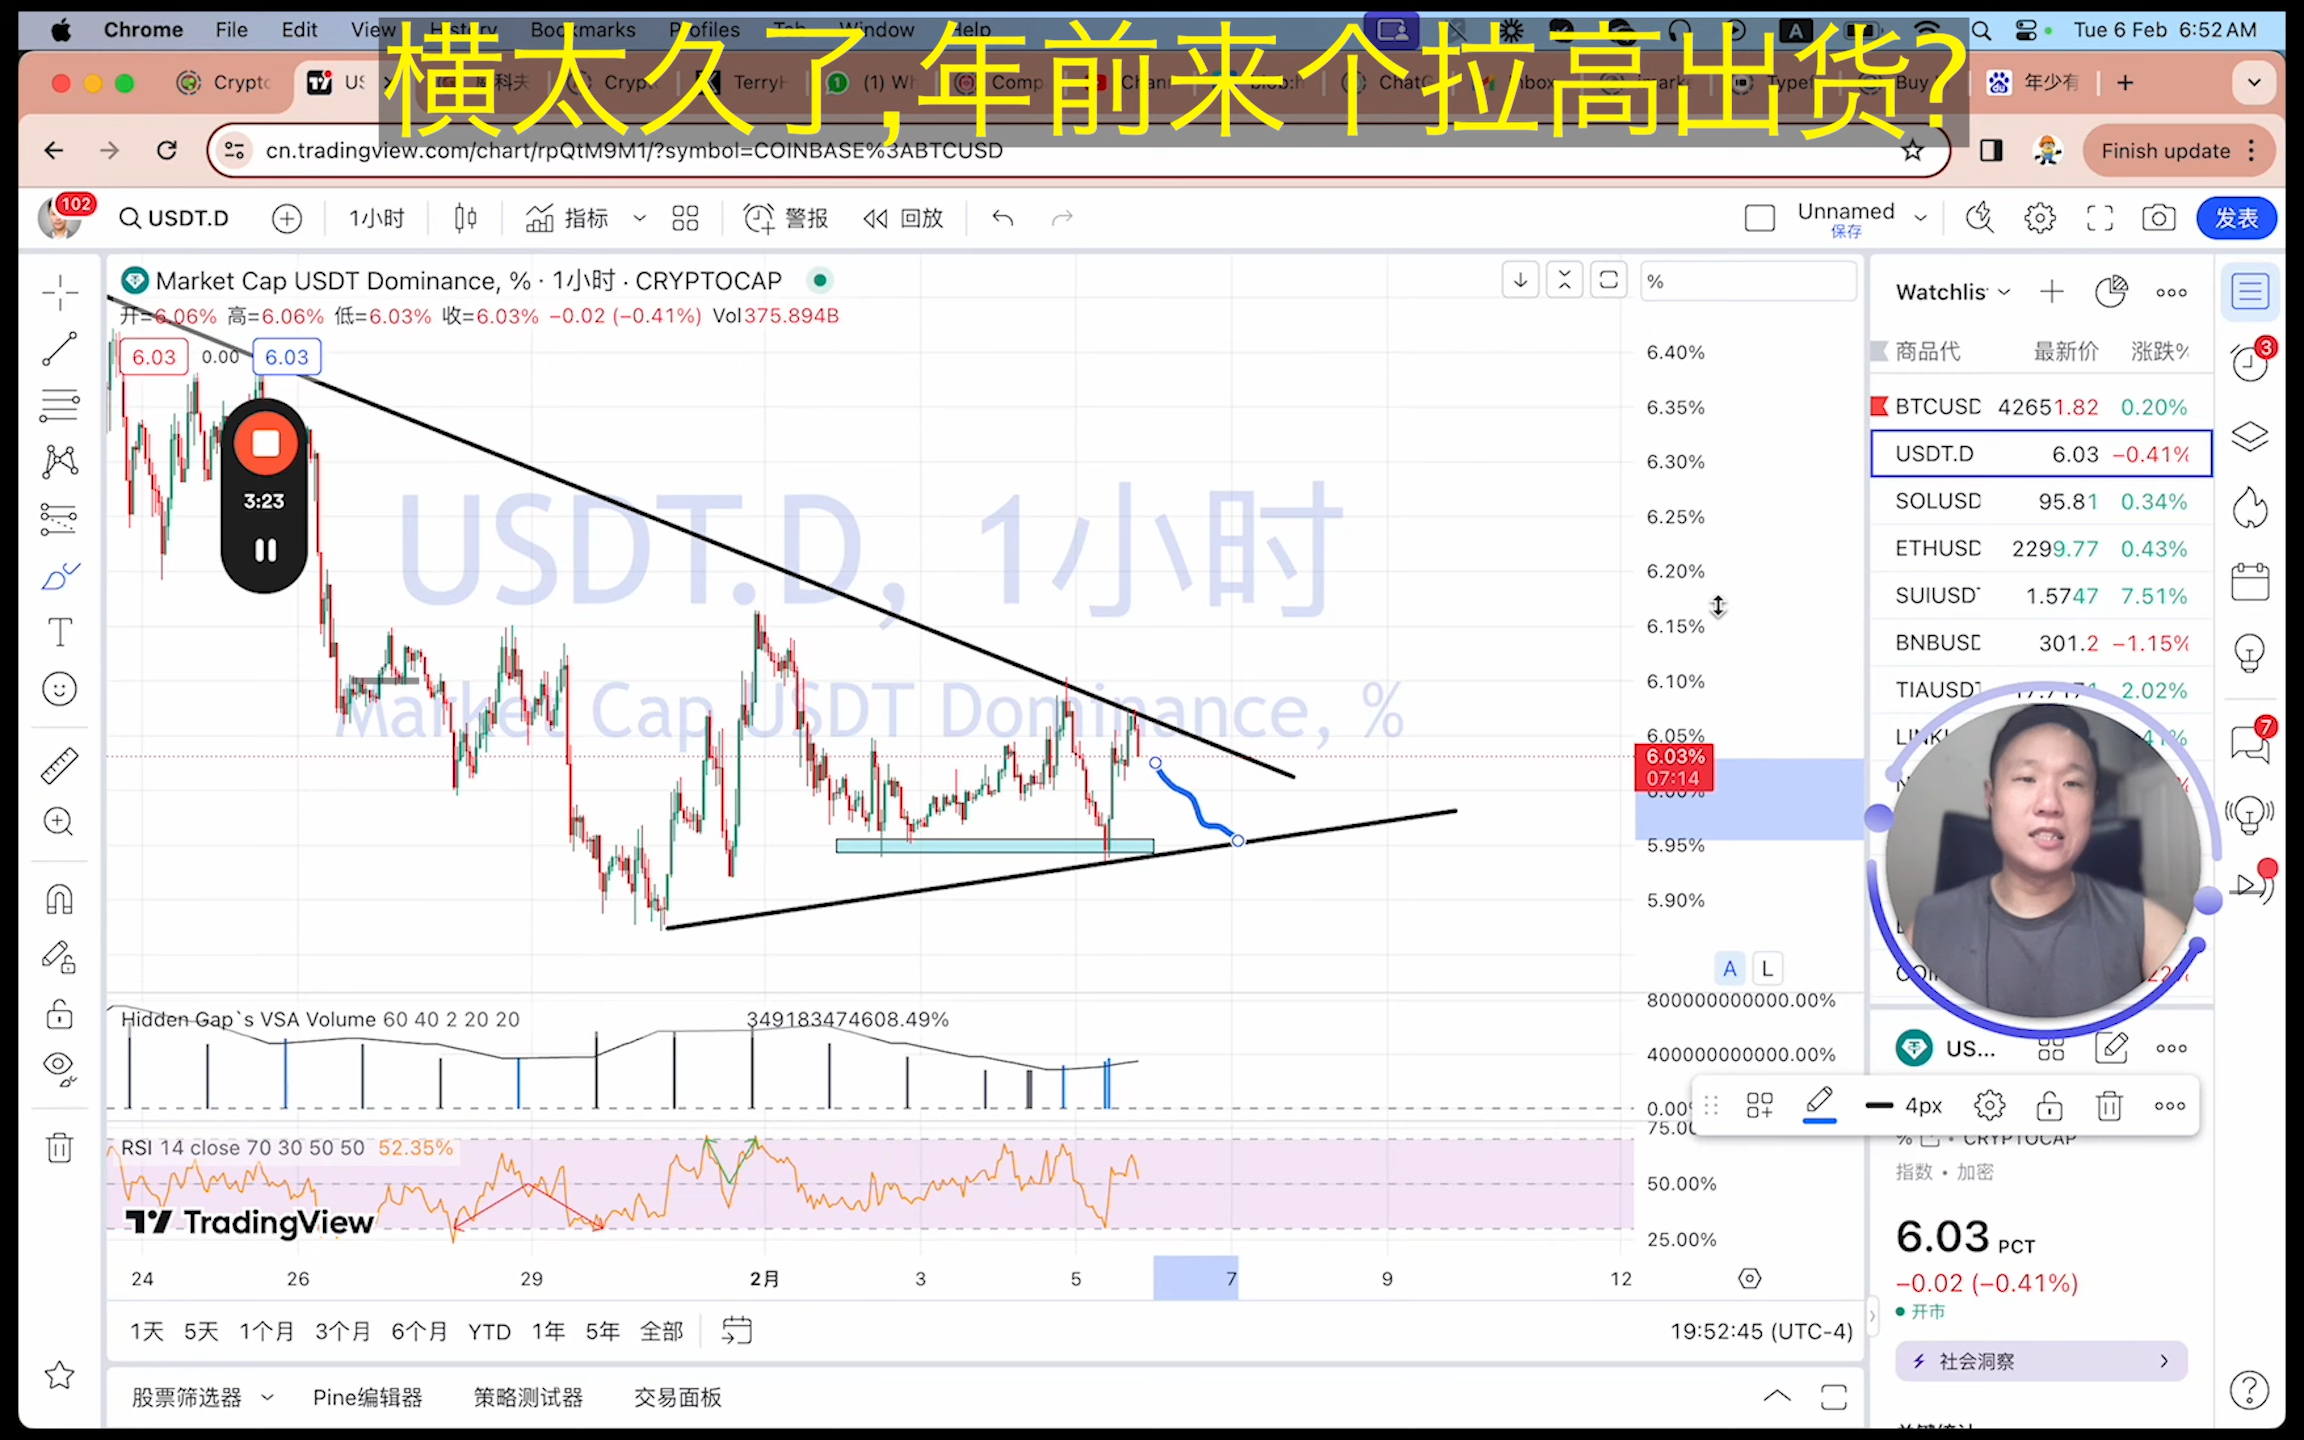 横太久了,年前来个拉高出货?
Chrome File Edit View History Bookmarks Profiles Tab Window Help
Tue 6 Feb 6:52 AM
Crypto
年少有
cn.tradingview.com/chart/rpQtM9M1/?symbol=COINBASE%3ABTCUSD
Finish update
102
USDT.D
1小时
指标
警报
回放
Unnamed
保存
发表
Market Cap USDT Dominance, % · 1小时 · CRYPTOCAP
开=6.06% 高=6.06% 低=6.03% 收=6.03% −0.02 (−0.41%) Vol375.894B
6.03 0.00 6.03
3:23
USDT.D, 1小时
Market Cap USDT Dominance, %
%
6.40%
6.35%
6.30%
6.25%
6.20%
6.15%
6.10%
6.05%
6.03%
07:14
6.00%
5.95%
5.90%
A L
Hidden Gap`s VSA Volume 60 40 2 20 20
349183474608.49%
800000000000.00%
400000000000.00%
RSI 14 close 70 30 50 50 52.35%
50.00%
25.00%
TradingView
24 26 29 2月 3 5 7 9 12
1天 5天 1个月 3个月 6个月 YTD 1年 5年 全部
19:52:45 (UTC-4)
股票筛选器 Pine编辑器 策略测试器 交易面板
Watchlis
商品代 最新价 涨跌%
BTCUSD 42651.82 0.20%
USDT.D 6.03 −0.41%
SOLUSD 95.81 0.34%
ETHUSD 2299.77 0.43%
SUIUSD 1.5747 7.51%
BNBUSD 301.2 −1.15%
TIAUSDT 2.02%
US...
4px
CRYPTOCAP
指数 • 加密
6.03 PCT
−0.02 (−0.41%)
开市
社会洞察
3
7